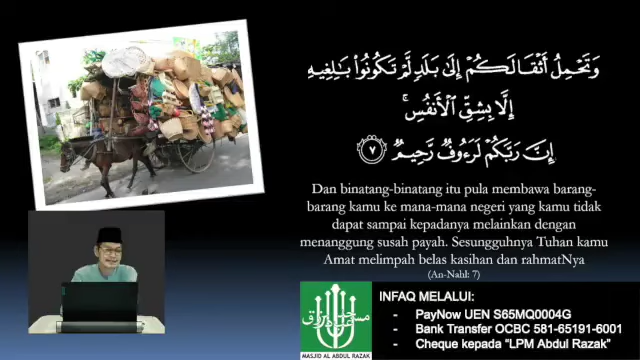 وَتَحْمِلُ أَثْقَالَكُمْ إِلَىٰ بَلَدٍ لَّمْ تَكُونُوا۟ بَـٰلِغِيهِ
إِلَّا بِشِقِّ ٱلْأَنفُسِ ۚ
إِنَّ رَبَّكُمْ لَرَءُوفٌ رَّحِيمٌ ٧
Dan binatang-binatang itu pula membawa barang-
barang kamu ke mana-mana negeri yang kamu tidak
dapat sampai kepadanya melainkan dengan
menanggung susah payah. Sesungguhnya Tuhan kamu
Amat melimpah belas kasihan dan rahmatNya
(An-Nahl: 7)
MASJID AL ABDUL RAZAK
INFAQ MELALUI:
- PayNow UEN S65MQ0004G
- Bank Transfer OCBC 581-65191-6001
- Cheque kepada “LPM Abdul Razak”